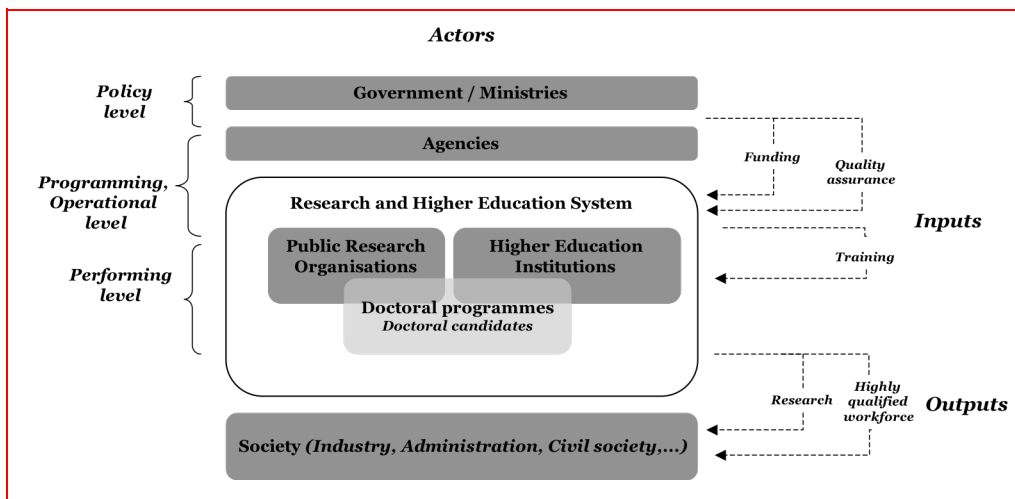 Actors
Policy
level
Government / Ministries
Agencies
Programming,
Operational
level
Funding
Quality
assurance
Research and Higher Education System
Inputs
Public Research
Organisations
Higher Education
Institutions
Training
Performing
level
Doctoral programmes
Doctoral candidates
Research
Highly
qualified
workforce
Outputs
Society (Industry, Administration, Civil society,...)